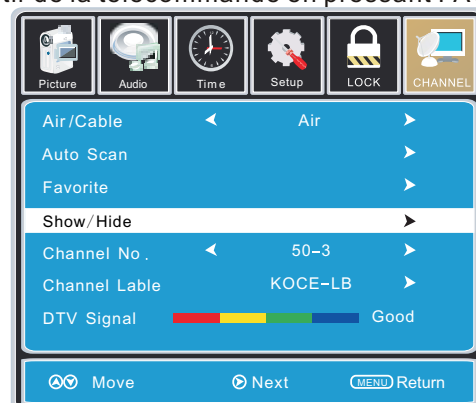 Picture Audio Time Setup LOCK CHANNEL
Air/Cable Air
Auto Scan
Favorite
Show/Hide
Channel No. 50-3
Channel Lable KOCE-LB
DTV Signal Good
Move Next MENU Return